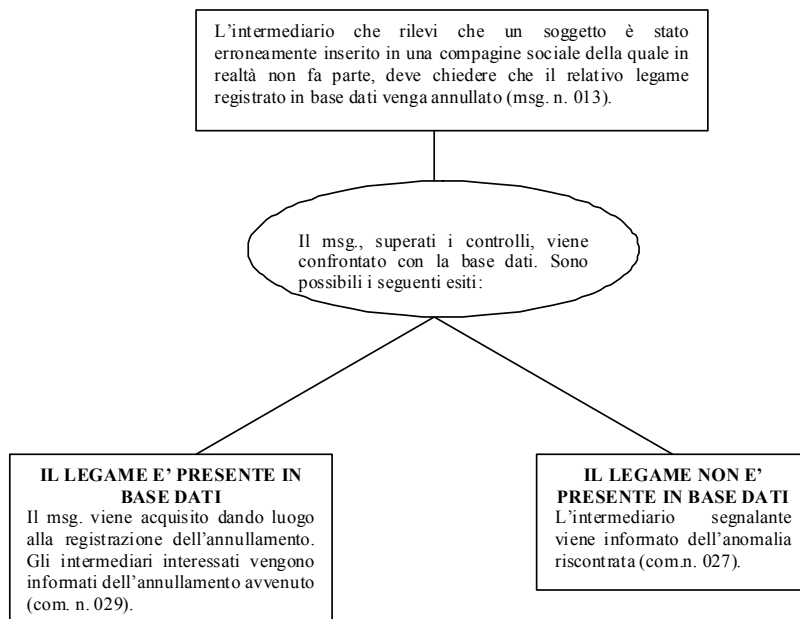 L'intermediario che rilevi che un soggetto è stato
erroneamente inserito in una compagine sociale della quale in
realtà non fa parte, deve chiedere che il relativo legame
registrato in base dati venga annullato (msg. n. 013).
Il msg., superati i controlli, viene
confrontato con la base dati. Sono
possibili i seguenti esiti:
IL LEGAME E' PRESENTE IN
BASE DATI
Il msg. viene acquisito dando luogo
alla registrazione dell'annullamento.
Gli intermediari interessati vengono
informati dell'annullamento avvenuto
(com. n. 029).
IL LEGAME NON E'
PRESENTE IN BASE DATI
L'intermediario segnalante
viene informato dell'anomalia
riscontrata (com.n. 027).